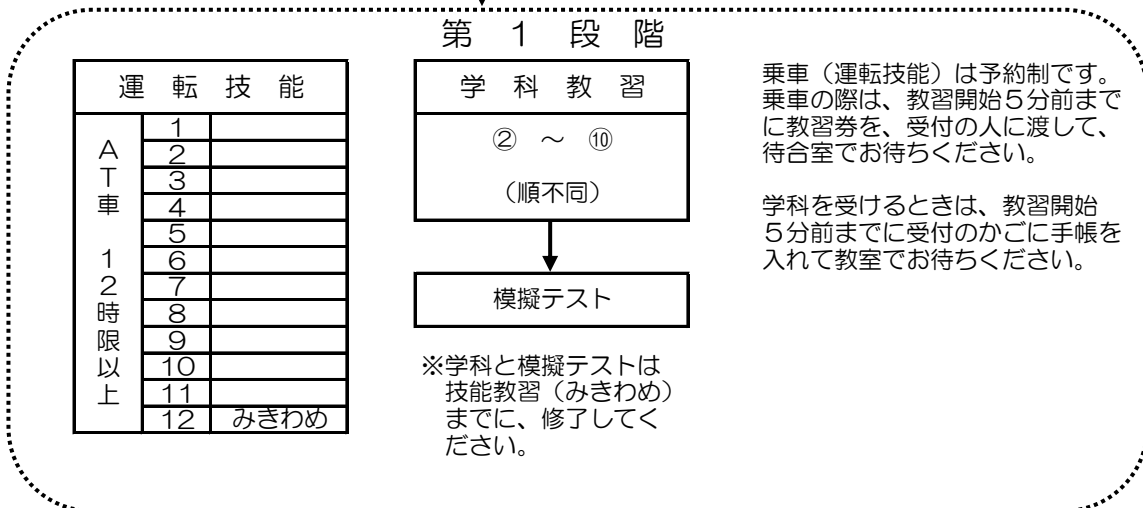 第　１　段　階
運　転　技　能
ＡＴ車　１２時限以上
１
２
３
４
５
６
７
８
９
１０
１１
１２　みきわめ
学　科　教　習
②　～　⑩
（順不同）
模擬テスト
※学科と模擬テストは
技能教習（みきわめ）
までに、修了してく
ださい。
乗車（運転技能）は予約制です。
乗車の際は、教習開始５分前まで
に教習券を、受付の人に渡して、
待合室でお待ちください。
学科を受けるときは、教習開始
５分前までに受付のかごに手帳を
入れて教室でお待ちください。